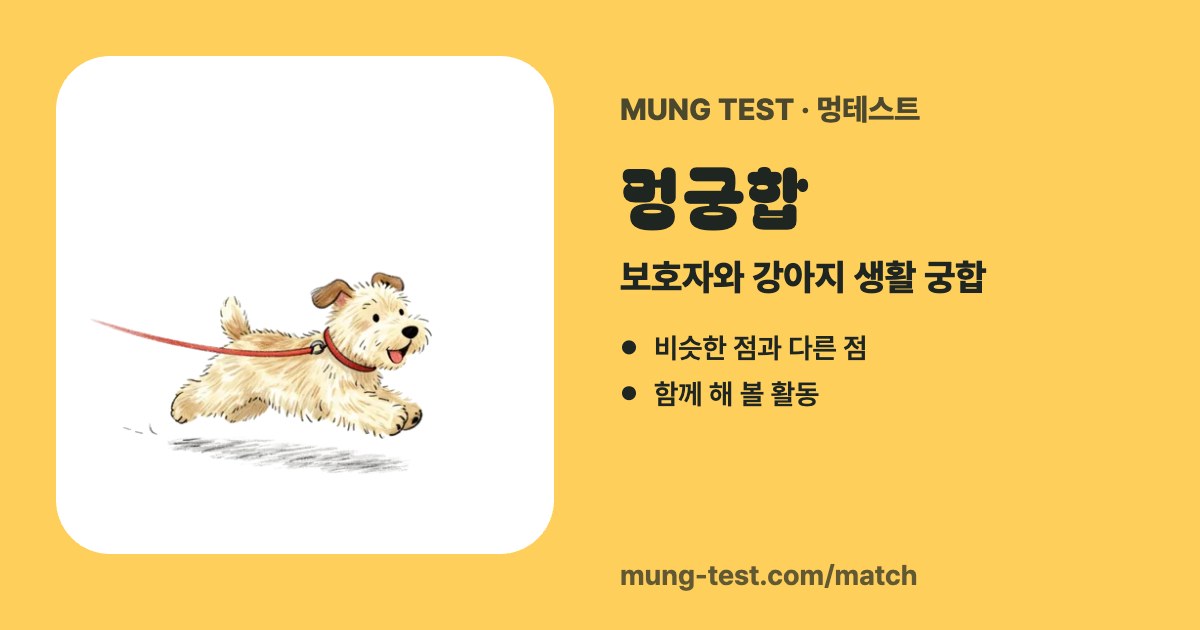 MUNG TEST · 멍테스트
멍궁합
보호자와 강아지 생활 궁합
● 비슷한 점과 다른 점
● 함께 해 볼 활동
mung-test.com/match